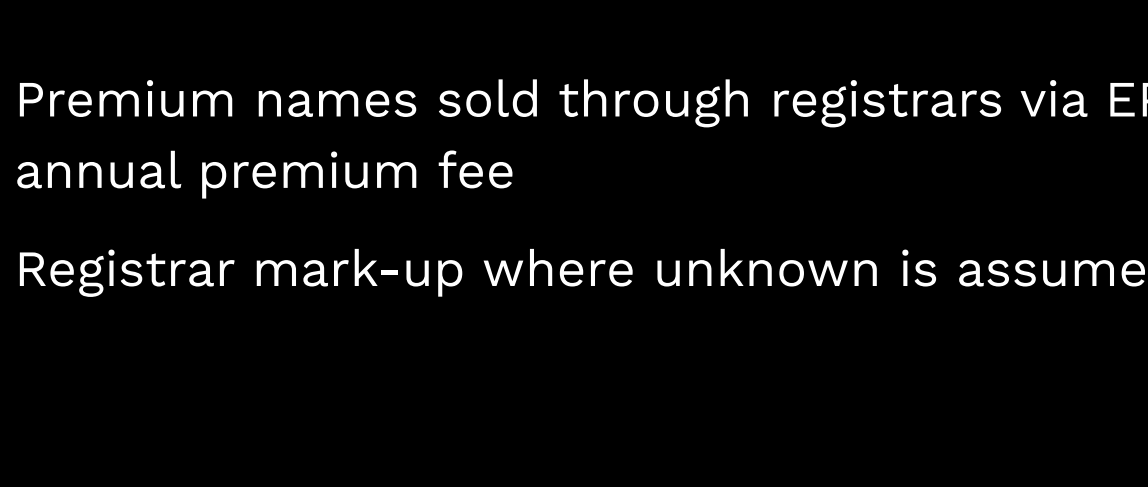 Premium names sold through registrars via
annual premium fee
Registrar mark-up where unknown is